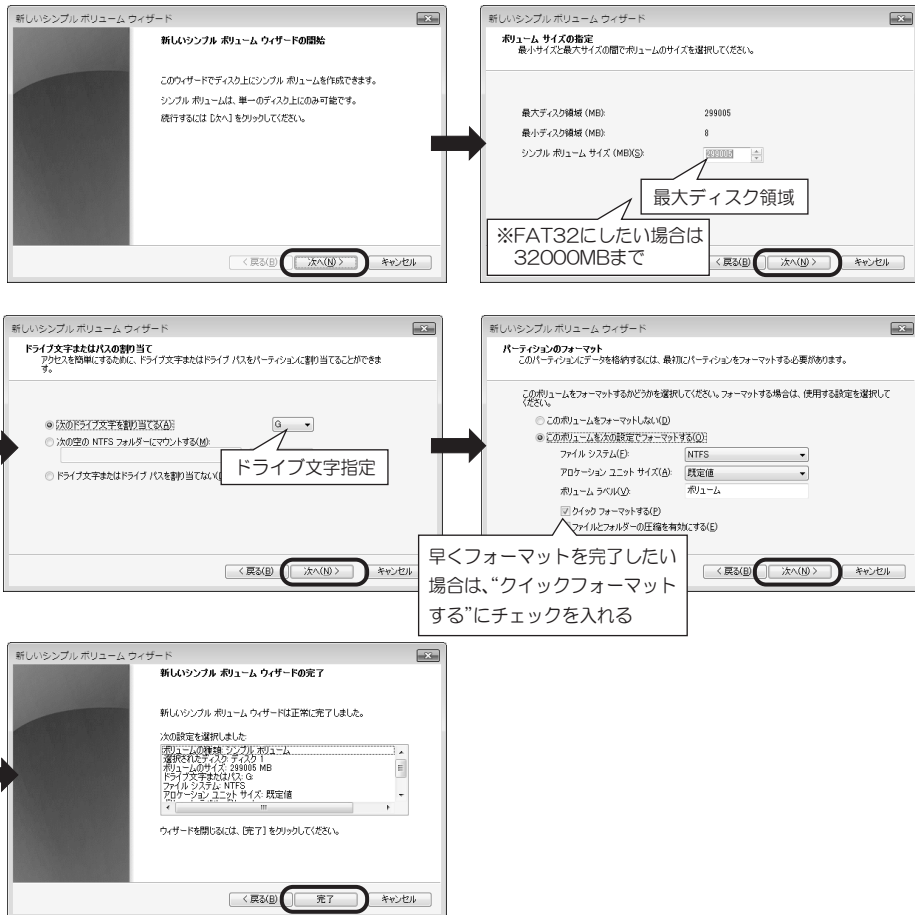 新しいシンプル ボリューム ウィザード
新しいシンプル ボリューム ウィザードの開始
このウィザードでディスク上にシンプル ボリュームを作成できます。
シンプル ボリュームは、単一のディスク上にのみ可能です。
続行するには [次へ] をクリックしてください。
< 戻る(B)
次へ(N) >
キャンセル
新しいシンプル ボリューム ウィザード
ボリューム サイズの指定
最小サイズと最大サイズの間でボリュームのサイズを選択してください。
最大ディスク領域 (MB): 299005
最小ディスク領域 (MB): 8
シンプル ボリューム サイズ (MB)(S): 299005
最大ディスク領域
※FAT32にしたい場合は
32000MBまで
< 戻る(B)
次へ(N) >
キャンセル
新しいシンプル ボリューム ウィザード
ドライブ文字またはパスの割り当て
アクセスを簡単にするために、ドライブ文字またはドライブ パスをパーティションに割り当てることができま
す。
次のドライブ文字を割り当てる(A): G
次の空の NTFS フォルダーにマウントする(M):
ドライブ文字またはドライブ パスを割り当てない(
ドライブ文字指定
< 戻る(B)
次へ(N) >
キャンセル
新しいシンプル ボリューム ウィザード
パーティションのフォーマット
このパーティションにデータを格納するには、最初にパーティションをフォーマットする必要があります。
このボリュームをフォーマットするかどうかを選択してください。フォーマットする場合は、使用する設定を選択して
ください。
このボリュームをフォーマットしない(D)
このボリュームを次の設定でフォーマットする(O):
ファイル システム(F): NTFS
アロケーション ユニット サイズ(A): 既定値
ボリューム ラベル(V): ボリューム
クイック フォーマットする(P)
ファイルとフォルダーの圧縮を有効にする(E)
早くフォーマットを完了したい
場合は、“クイックフォーマット
する”にチェックを入れる
< 戻る(B)
次へ(N) >
キャンセル
新しいシンプル ボリューム ウィザード
新しいシンプル ボリューム ウィザードの完了
新しいシンプル ボリューム ウィザードは正常に完了しました。
次の設定を選択しました:
ボリュームの種類: シンプル ボリューム
選択されたディスク: ディスク 1
ボリュームのサイズ: 299005 MB
ドライブ文字またはパス: G:
ファイル システム: NTFS
アロケーション ユニット サイズ: 既定値
ウィザードを閉じるには、[完了] をクリックしてください。
< 戻る(B)
完了
キャンセル